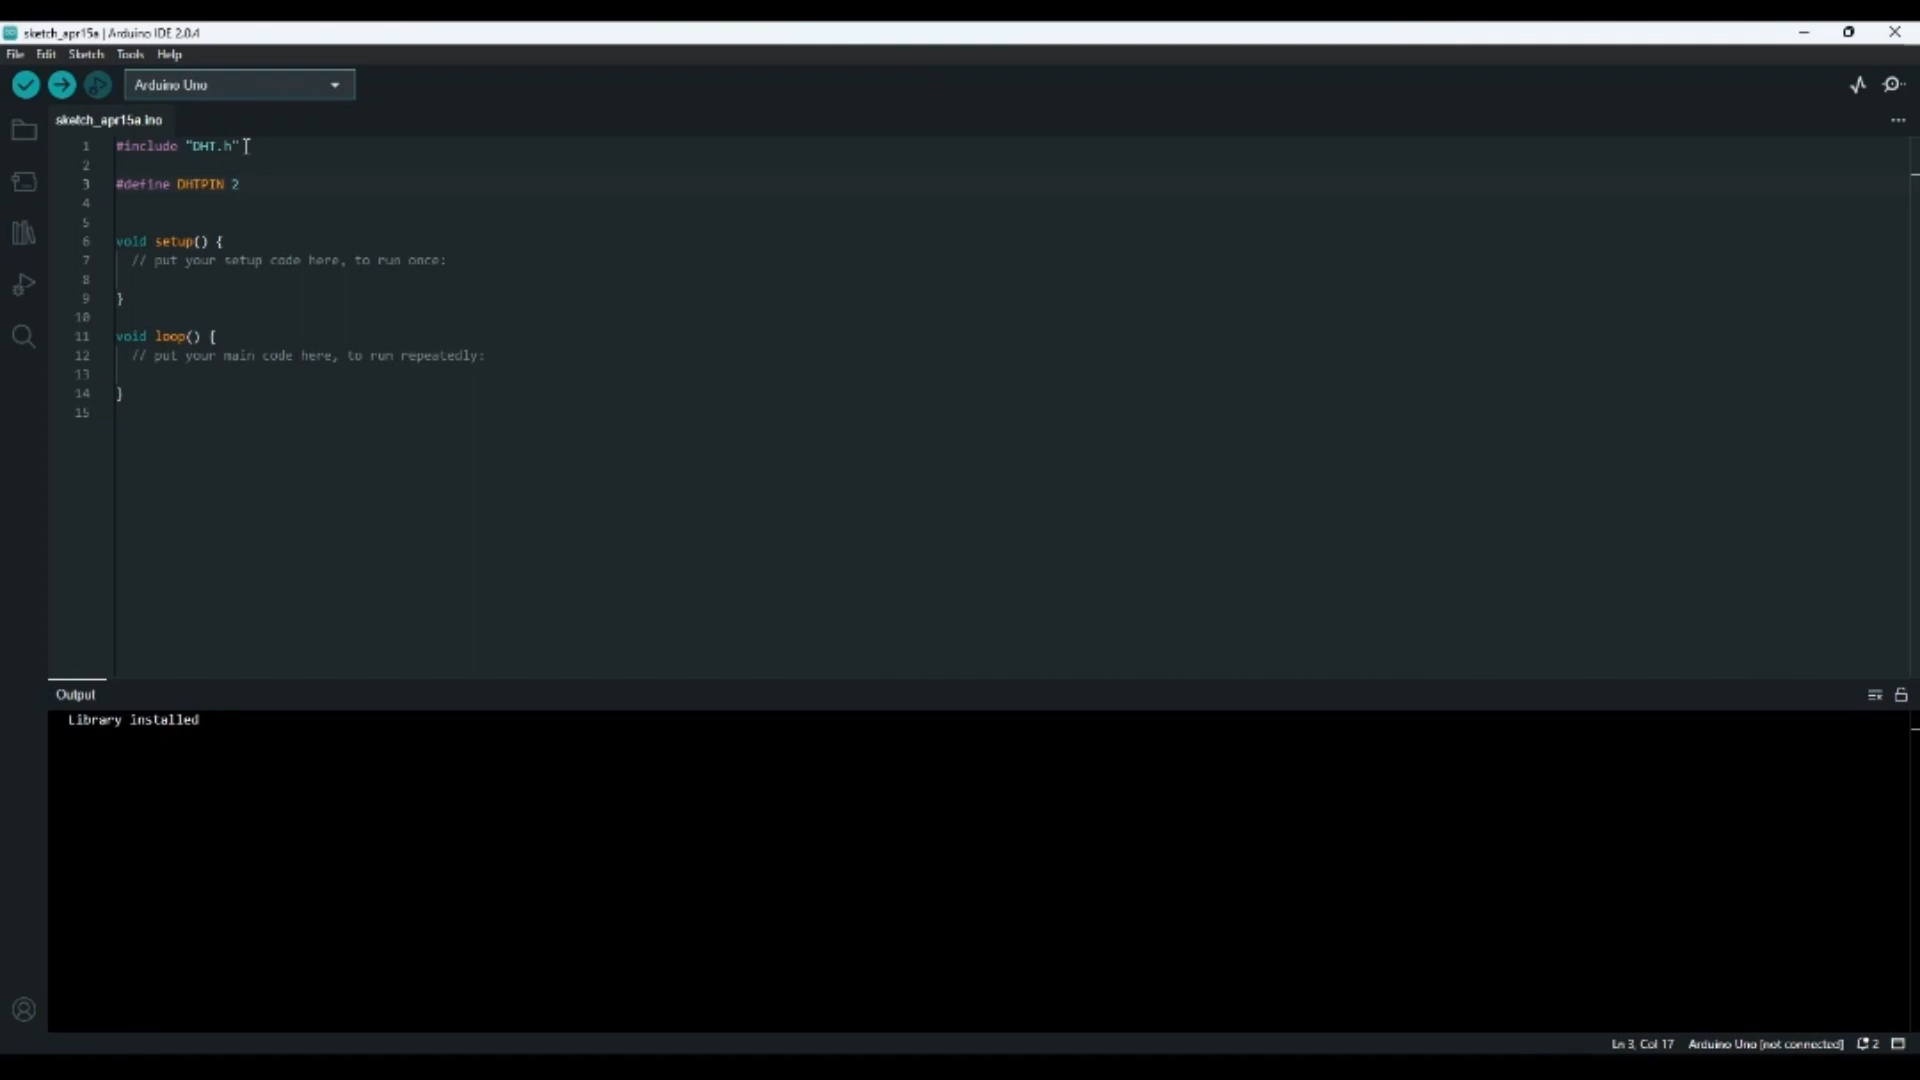 sketch_apr15a | Arduino IDE 2.0.4
File Edit Sketch Tools Help
Arduino Uno
sketch_apr15a.ino
1 #include "DHT.h"
2
3 #define DHTPIN 2
4
5
6 void setup() {
7 // put your setup code here, to run once:
8
9 }
10
11 void loop() {
12 // put your main code here, to run repeatedly:
13
14 }
15
Output
Library installed
Ln 3, Col 17 Arduino Uno [not connected] 2